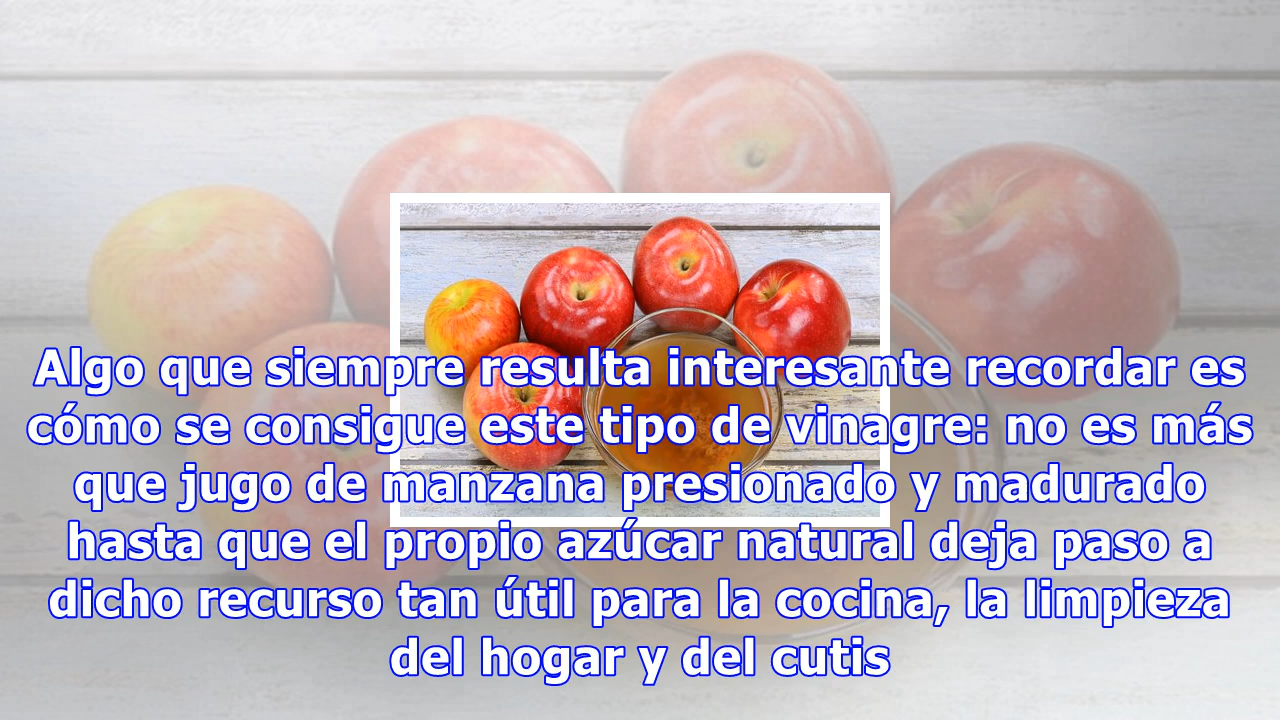 Algo que siempre resulta interesante recordar es
cómo se consigue este tipo de vinagre: no es más
que jugo de manzana presionado y madurado
hasta que el propio azúcar natural deja paso a
dicho recurso tan útil para la cocina, la limpieza
del hogar y del cutis